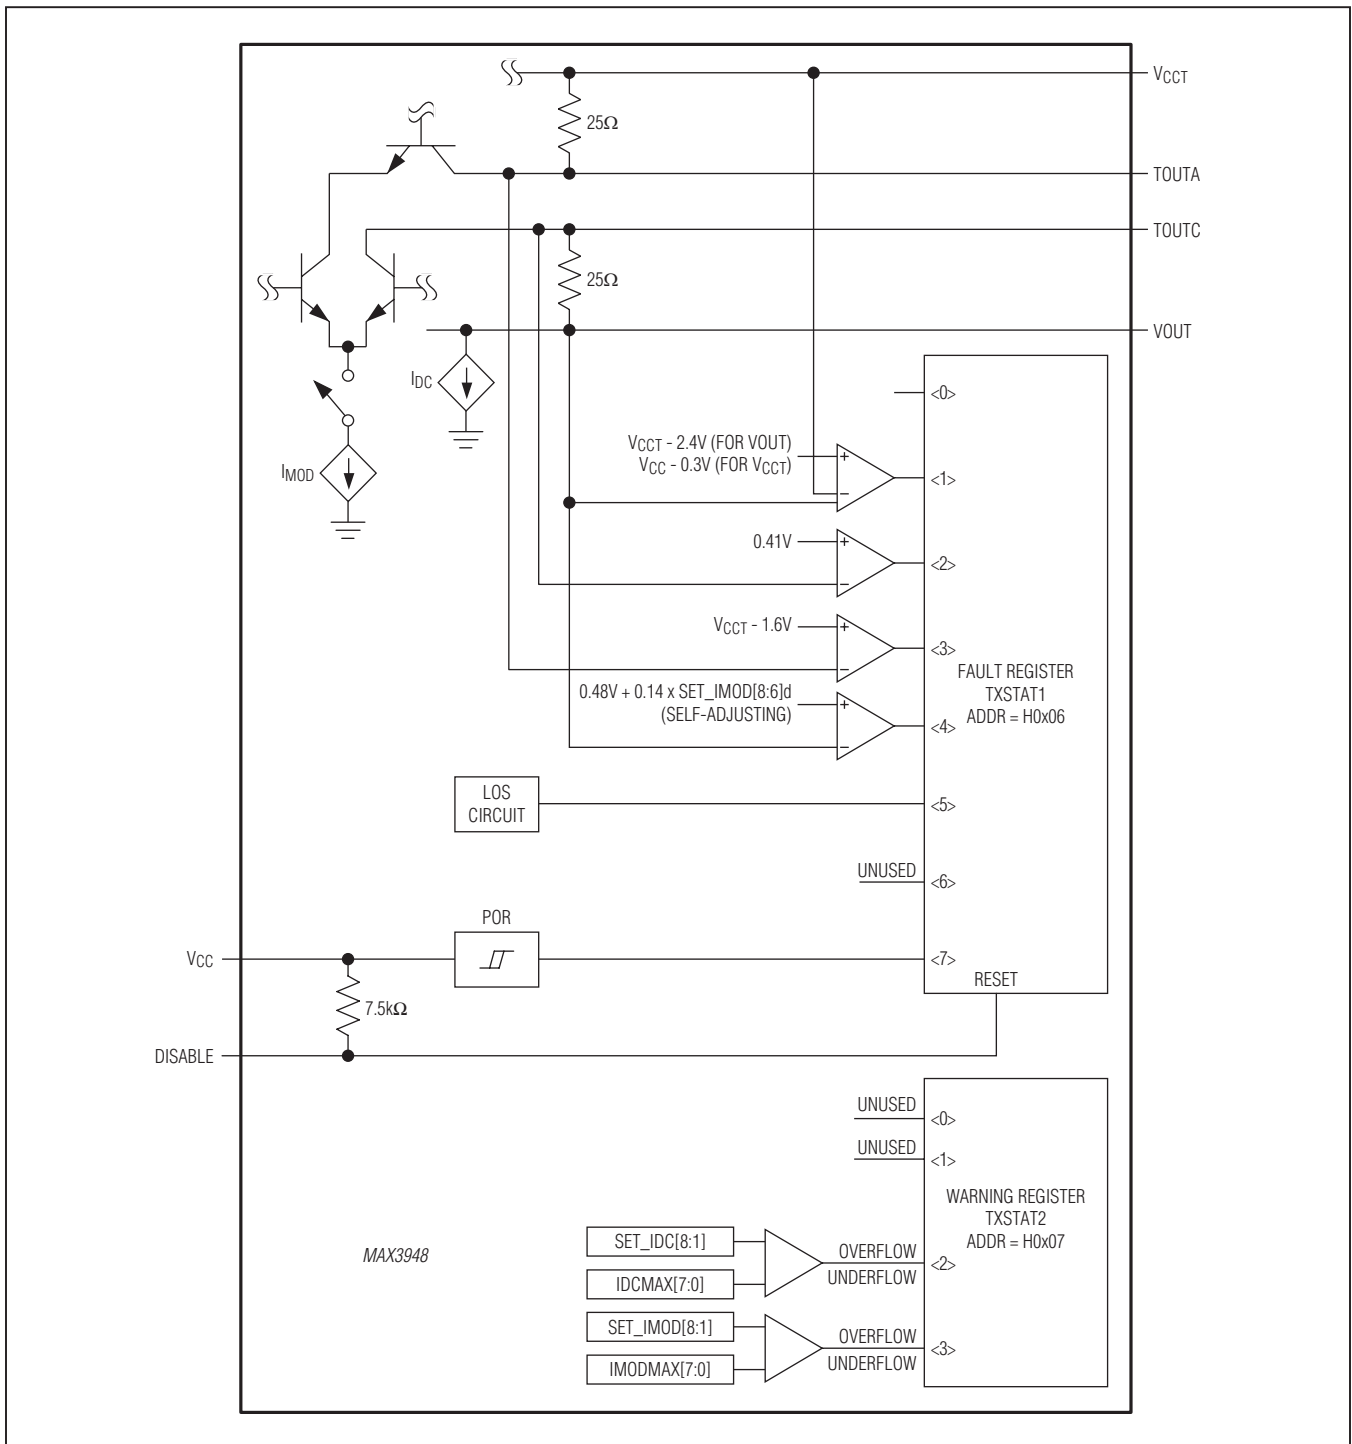 VCCT
25Ω
TOUTA
TOUTC
25Ω
VOUT
IDC
<0>
VCCT - 2.4V (FOR VOUT)
VCC - 0.3V (FOR VCCT)
+
−
<1>
IMOD
0.41V
+
−
<2>
VCCT - 1.6V
+
−
<3>
FAULT REGISTER
TXSTAT1
ADDR = H0x06
0.48V + 0.14 x SET_IMOD[8:6]d
(SELF-ADJUSTING)
+
−
<4>
LOS
CIRCUIT
<5>
UNUSED
<6>
POR
VCC
<7>
RESET
7.5kΩ
DISABLE
UNUSED
<0>
UNUSED
<1>
WARNING REGISTER
TXSTAT2
ADDR = H0x07
MAX3948
SET_IDC[8:1]
IDCMAX[7:0]
OVERFLOW
UNDERFLOW
<2>
SET_IMOD[8:1]
IMODMAX[7:0]
OVERFLOW
UNDERFLOW
<3>